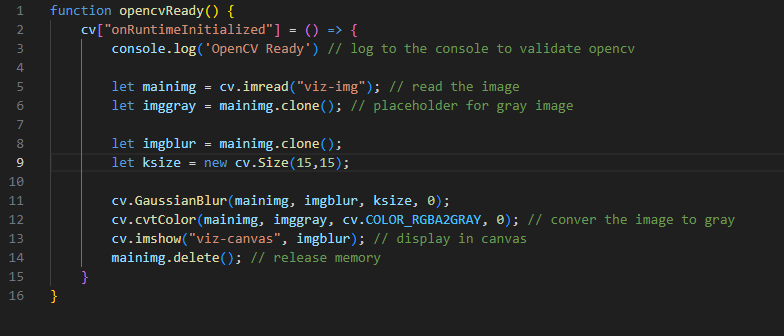 1 function opencvReady() {
2 cv["onRuntimeInitialized"] = () => {
3 console.log('OpenCV Ready') // log to the console to validate opencv
4
5 let mainimg = cv.imread("viz-img"); // read the image
6 let imggray = mainimg.clone(); // placeholder for gray image
7
8 let imgblur = mainimg.clone();
9 let ksize = new cv.Size(15,15);
10
11 cv.GaussianBlur(mainimg, imgblur, ksize, 0);
12 cv.cvtColor(mainimg, imggray, cv.COLOR_RGBA2GRAY, 0); // conver the image to gray
13 cv.imshow("viz-canvas", imgblur); // display in canvas
14 mainimg.delete(); // release memory
15 }
16 }